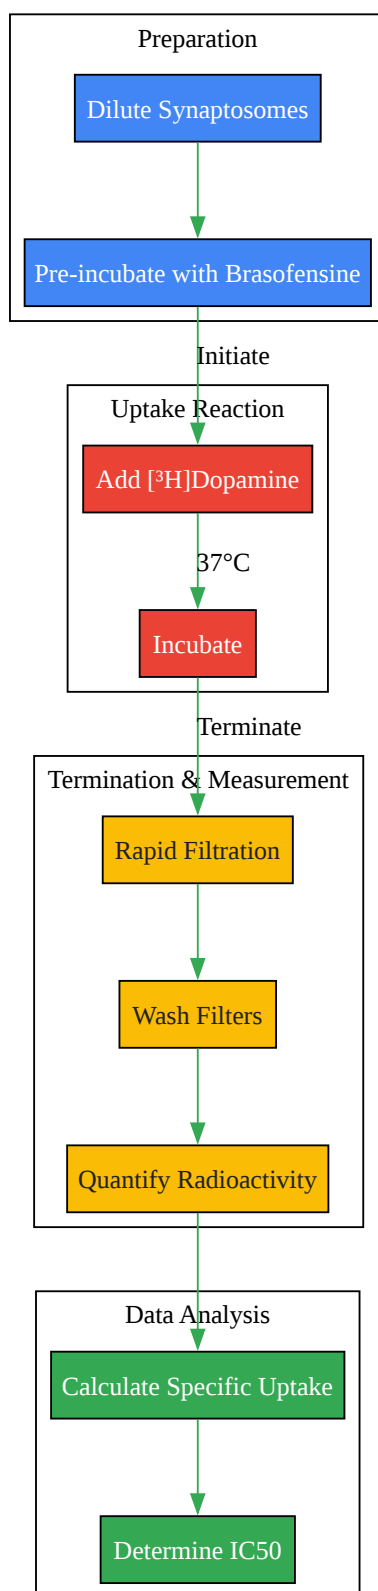 Preparation
Dilute Synaptosomes
Pre-incubate with Brasofensine
Initiate
Uptake Reaction
Add [³H]Dopamine
37°C
Incubate
Terminate
Termination & Measurement
Rapid Filtration
Wash Filters
Quantify Radioactivity
Data Analysis
Calculate Specific Uptake
Determine IC50